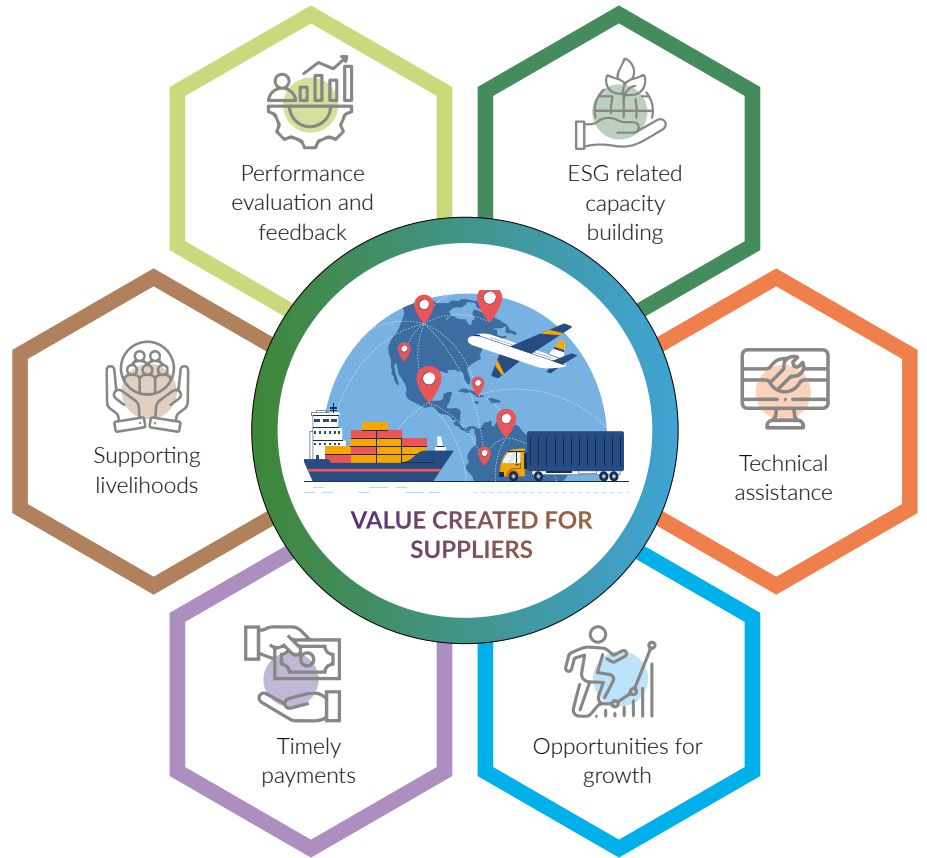 Performance
evaluation and
feedback
ESG related
capacity
building
Supporting
livelihoods
Technical
assistance
VALUE CREATED FOR
SUPPLIERS
Timely
payments
Opportunities for
growth